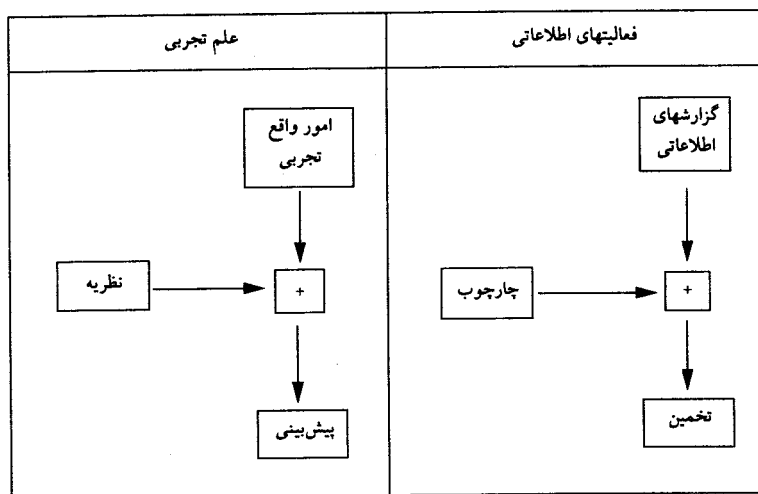 فعالیتهای اطلاعاتی
علم تجربی
گزارشهای
اطلاعاتی
چارچوب
+
تخمین
امور واقع
تجربی
نظریه
+
پیش‌بینی